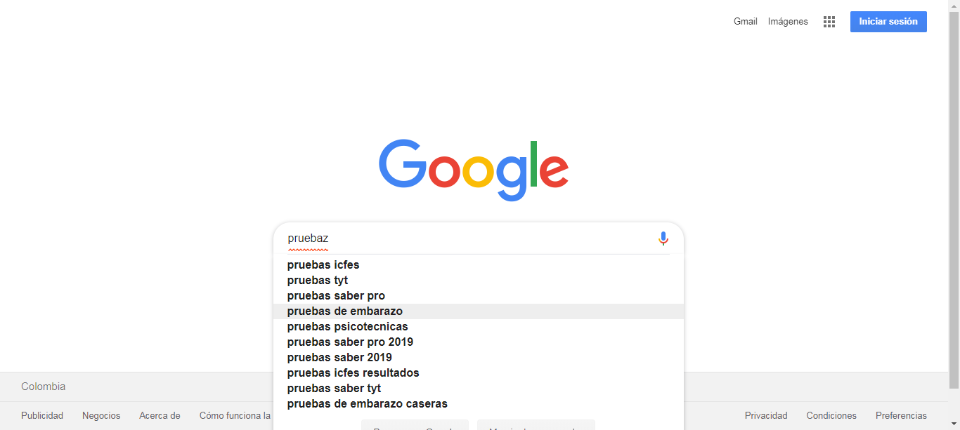 Gmail Imágenes Iniciar sesión
Google
pruebaz
pruebas icfes
pruebas tyt
pruebas saber pro
pruebas de embarazo
pruebas psicotecnicas
pruebas saber pro 2019
pruebas saber 2019
pruebas icfes resultados
pruebas saber tyt
pruebas de embarazo caseras
Colombia
Publicidad Negocios Acerca de Cómo funciona la Privacidad Condiciones Preferencias